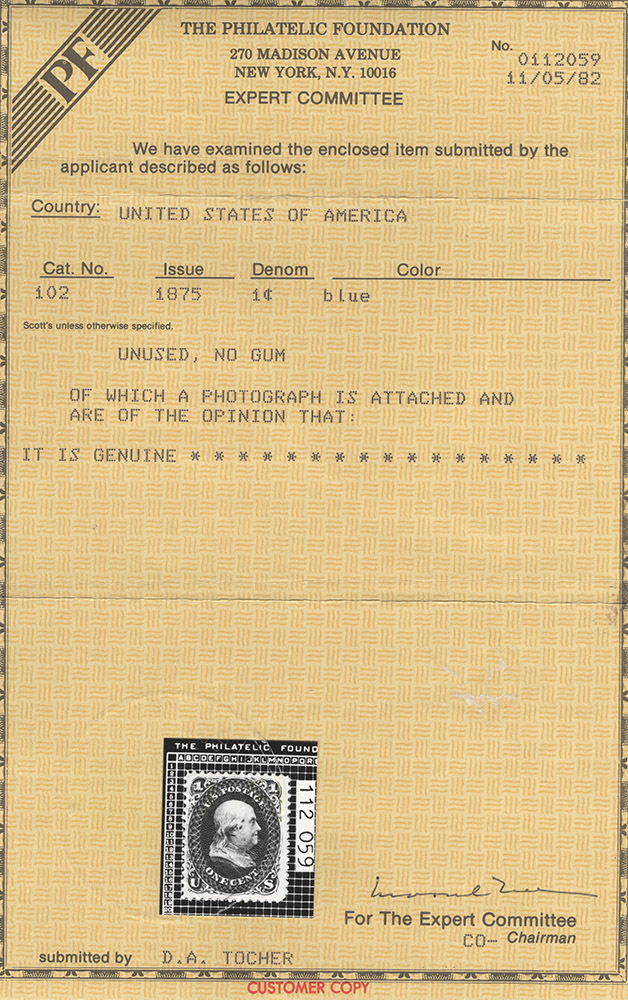 PF
THE PHILATELIC FOUNDATION
270 MADISON AVENUE
NEW YORK, N.Y. 10016
EXPERT COMMITTEE
No. 0112059
11/05/82
We have examined the enclosed item submitted by the
applicant described as follows:
Country: UNITED STATES OF AMERICA
Cat. No. Issue Denom Color
102 1875 1¢ blue
Scott's unless otherwise specified.
UNUSED, NO GUM
OF WHICH A PHOTOGRAPH IS ATTACHED AND
ARE OF THE OPINION THAT:
IT IS GENUINE * * * * * * * * * * * * * * * * *
THE PHILATELIC FOUND
ABCDEFGHIJKLMNOPQR
112 059
1 1
U.S. POSTAGE
ONE CENT
U S
For The Expert Committee
CO- Chairman
submitted by D.A. TOCHER
CUSTOMER COPY